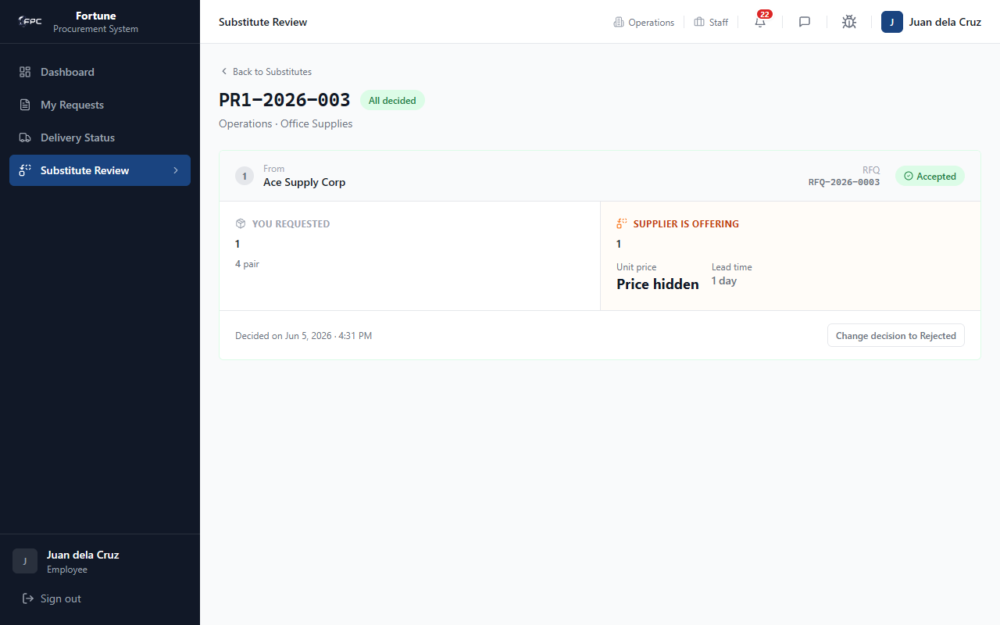 FPC
Fortune
Procurement System
Dashboard
My Requests
Delivery Status
Substitute Review
Juan dela Cruz
Employee
J
Sign out
Substitute Review
Operations
Staff
22
J
Juan dela Cruz
Back to Substitutes
PR1-2026-003
All decided
Operations · Office Supplies
1
From
Ace Supply Corp
RFQ
RFQ-2026-0003
Accepted
YOU REQUESTED
1
4 pair
SUPPLIER IS OFFERING
1
Unit price
Price hidden
Lead time
1 day
Decided on Jun 5, 2026 · 4:31 PM
Change decision to Rejected